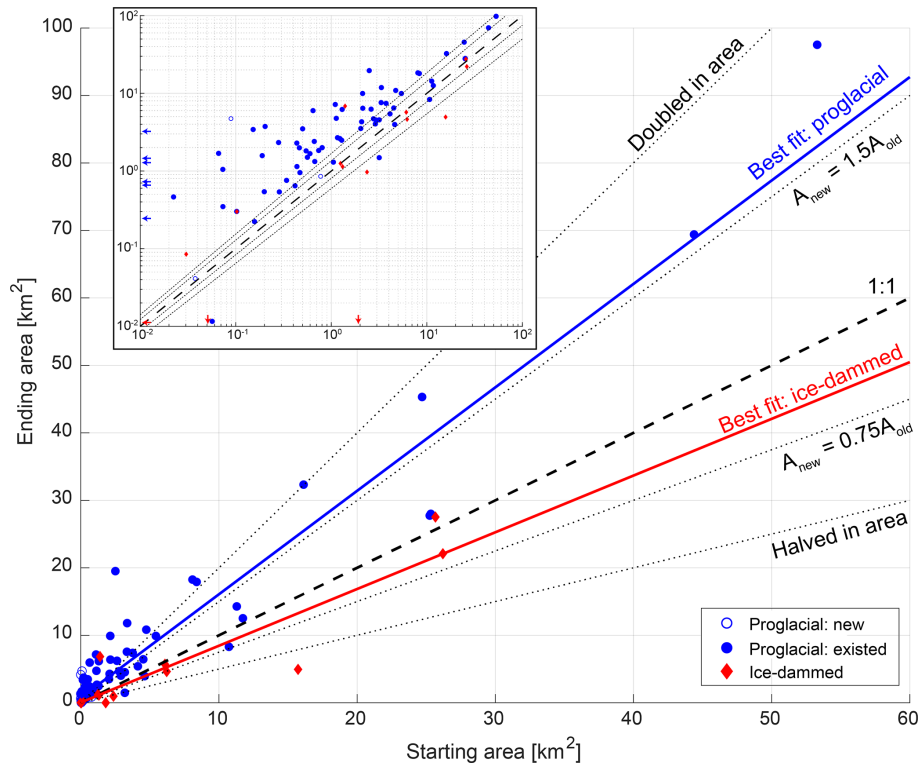 100
90
80
70
60
50
40
30
20
10
0
Ending area [km²]
10²
10¹
10⁰
10⁻¹
10⁻²
10⁻² 10⁻¹ 10⁰ 10¹ 10²
Doubled in area
Best fit: proglacial
A_new = 1.5A_old
1:1
Best fit: ice-dammed
A_new = 0.75A_old
Halved in area
Proglacial: new
Proglacial: existed
Ice-dammed
0 10 20 30 40 50 60
Starting area [km²]